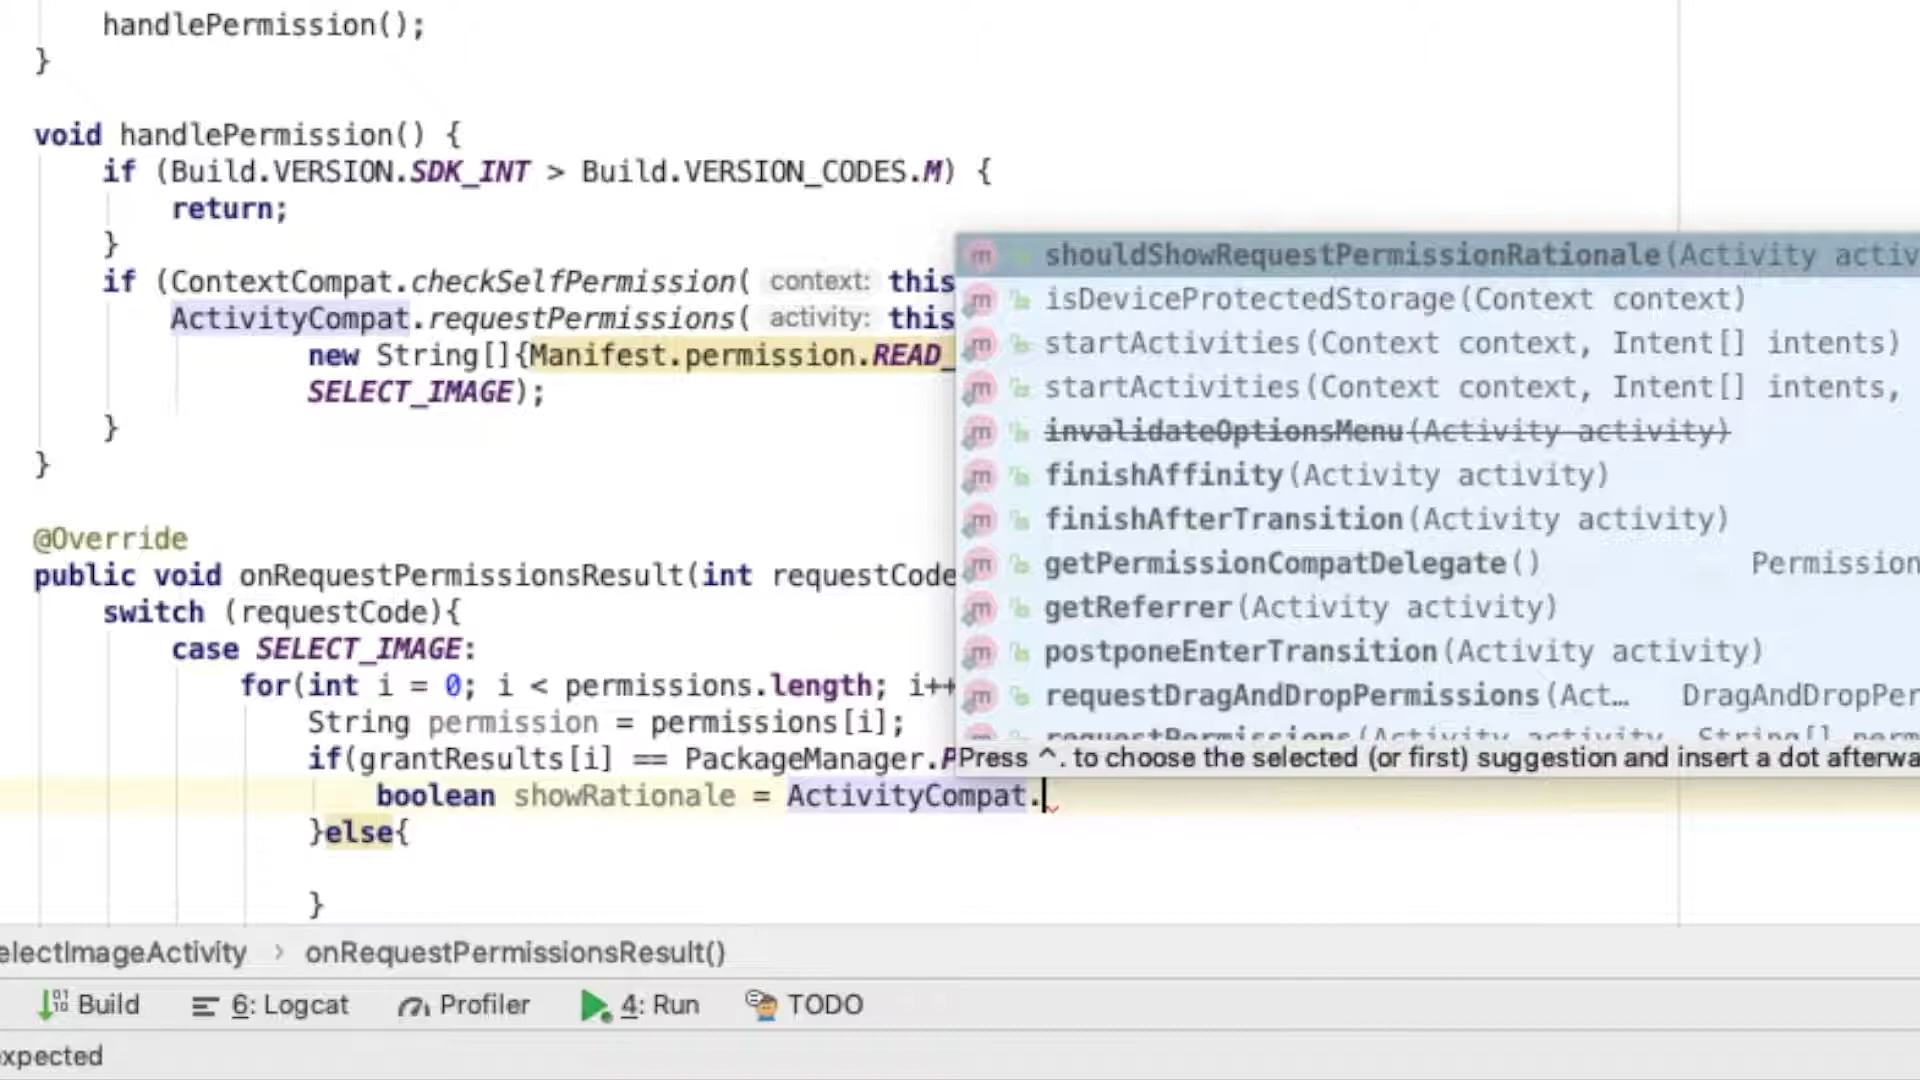 handlePermission();
}
void handlePermission() {
if (Build.VERSION.SDK_INT > Build.VERSION_CODES.M) {
return;
}
if (ContextCompat.checkSelfPermission( context: this
ActivityCompat.requestPermissions( activity: this
new String[]{Manifest.permission.READ_
SELECT_IMAGE);
}
}
@Override
public void onRequestPermissionsResult(int requestCode
switch (requestCode){
case SELECT_IMAGE:
for(int i = 0; i < permissions.length; i++
String permission = permissions[i];
if(grantResults[i] == PackageManager.P
boolean showRationale = ActivityCompat.
}else{
}
shouldShowRequestPermissionRationale(Activity activ
isDeviceProtectedStorage(Context context)
startActivities(Context context, Intent[] intents)
startActivities(Context context, Intent[] intents,
invalidateOptionsMenu(Activity activity)
finishAffinity(Activity activity)
finishAfterTransition(Activity activity)
getPermissionCompatDelegate() Permission
getReferrer(Activity activity)
postponeEnterTransition(Activity activity)
requestDragAndDropPermissions(Act… DragAndDropPer
requestPermissions(Activity activity, String[] perm
Press ^. to choose the selected (or first) suggestion and insert a dot afterwa
electImageActivity › onRequestPermissionsResult()
Build 6: Logcat Profiler 4: Run TODO
xpected